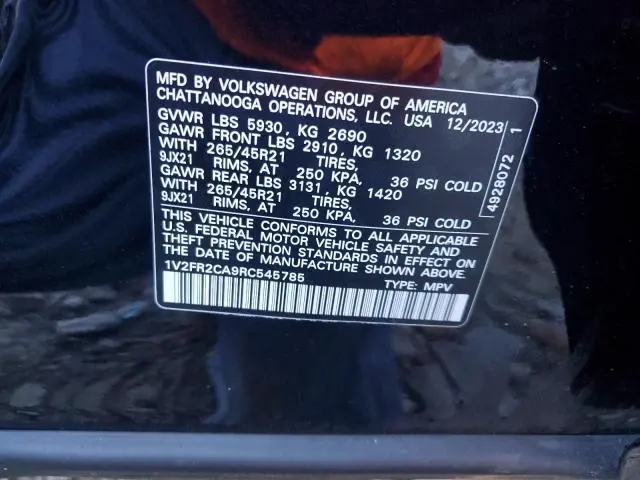 MFD BY VOLKSWAGEN GROUP OF AMERICA
CHATTANOOGA OPERATIONS, LLC. USA 12/2023
GVWR LBS 5930, KG 2690
GAWR FRONT LBS 2910, KG 1320
WITH 265/45R21 TIRES,
9JX21 RIMS, AT 250 KPA, 36 PSI COLD
GAWR REAR LBS 3131, KG 1420
WITH 265/45R21 TIRES,
9JX21 RIMS, AT 250 KPA, 36 PSI COLD
THIS VEHICLE CONFORMS TO ALL APPLICABLE
U.S. FEDERAL MOTOR VEHICLE SAFETY AND
THEFT PREVENTION STANDARDS IN EFFECT ON
THE DATE OF MANUFACTURE SHOWN ABOVE
1V2FR2CA9RC545785 TYPE: MPV
4928072 1